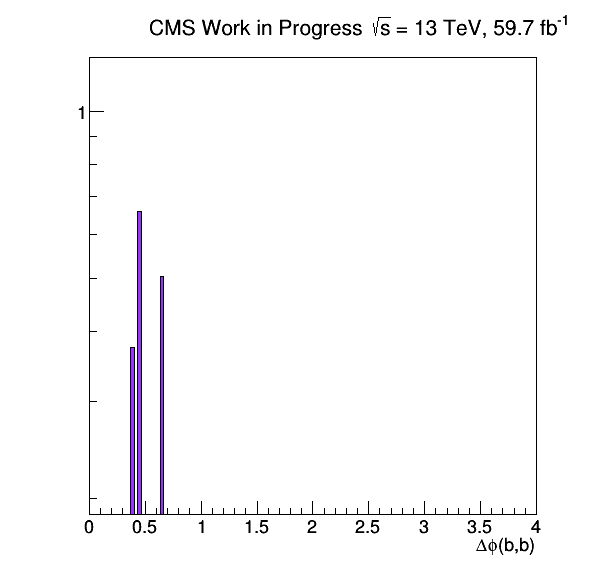 CMS Work in Progress √s = 13 TeV, 59.7 fb⁻¹
1
0 0.5 1 1.5 2 2.5 3 3.5 4
Δϕ(b,b)